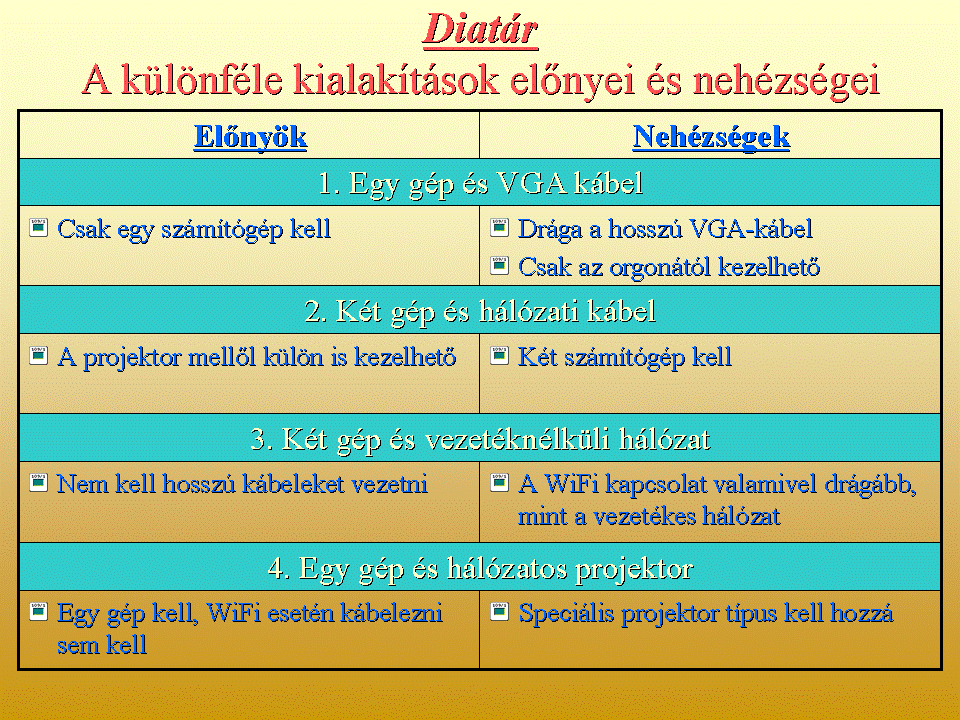 Diatár
A különféle kialakítások előnyei és nehézségei
Előnyök
Nehézségek
1. Egy gép és VGA kábel
Csak egy számítógép kell
Drága a hosszú VGA-kábel
Csak az orgonától kezelhető
2. Két gép és hálózati kábel
A projektor mellől külön is kezelhető
Két számítógép kell
3. Két gép és vezetéknélküli hálózat
Nem kell hosszú kábeleket vezetni
A WiFi kapcsolat valamivel drágább,
mint a vezetékes hálózat
4. Egy gép és hálózatos projektor
Egy gép kell, WiFi esetén kábelezni
sem kell
Speciális projektor típus kell hozzá